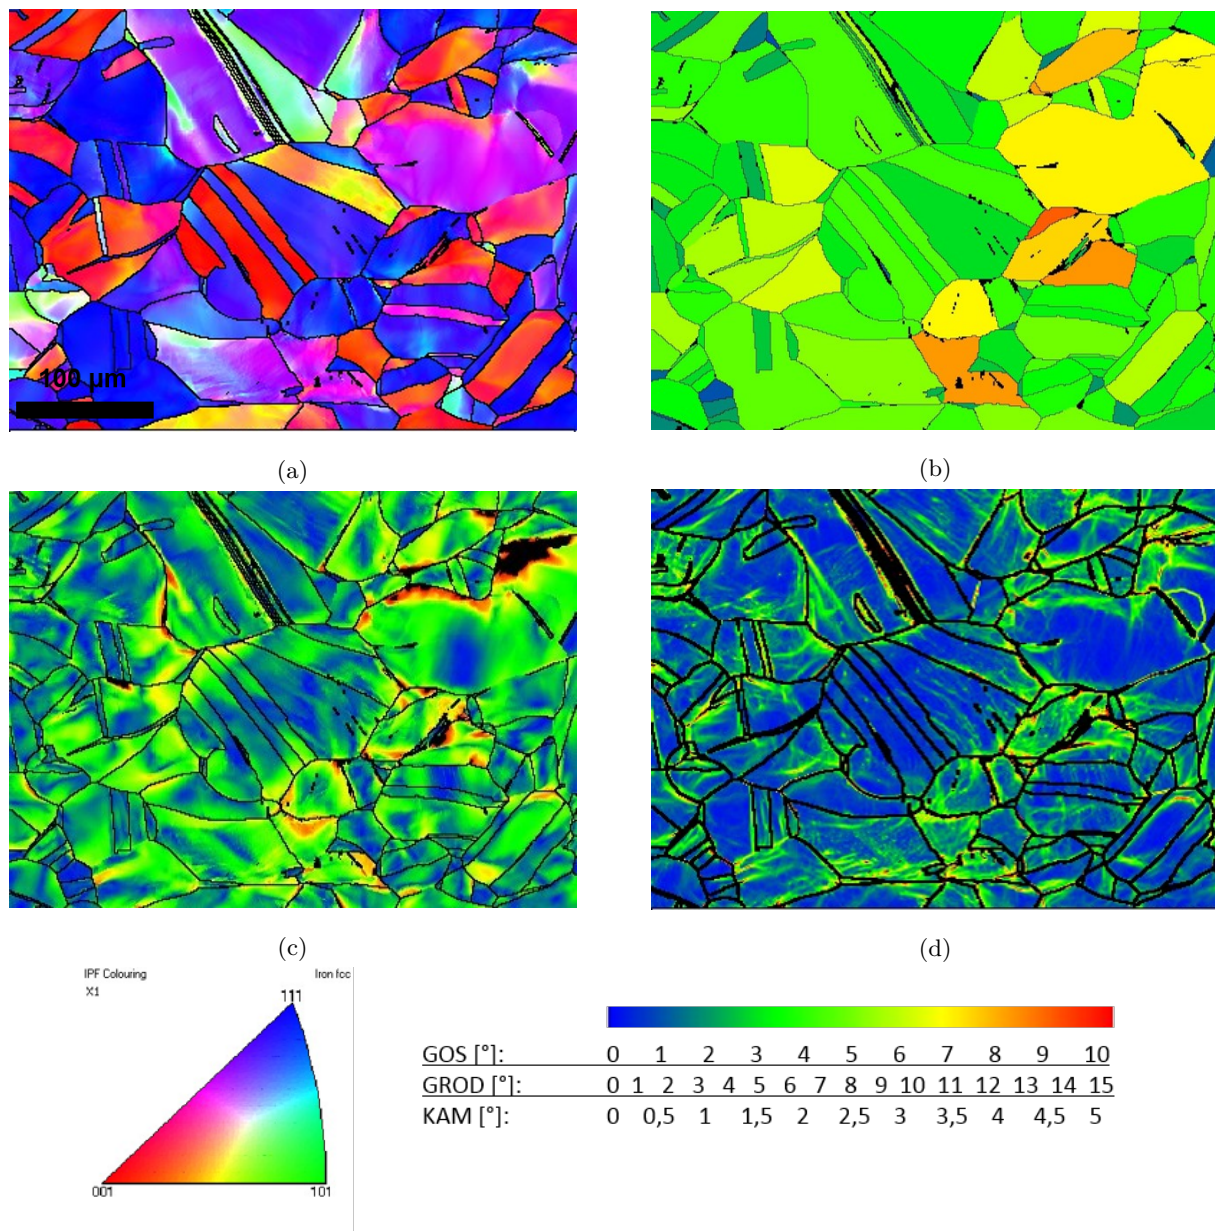 100 µm
(a)
(b)
(c)
(d)
IPF Colouring
Iron fcc
X1
111
001
101
GOS [°]: 0 1 2 3 4 5 6 7 8 9 10
GROD [°]: 0 1 2 3 4 5 6 7 8 9 10 11 12 13 14 15
KAM [°]: 0 0,5 1 1,5 2 2,5 3 3,5 4 4,5 5